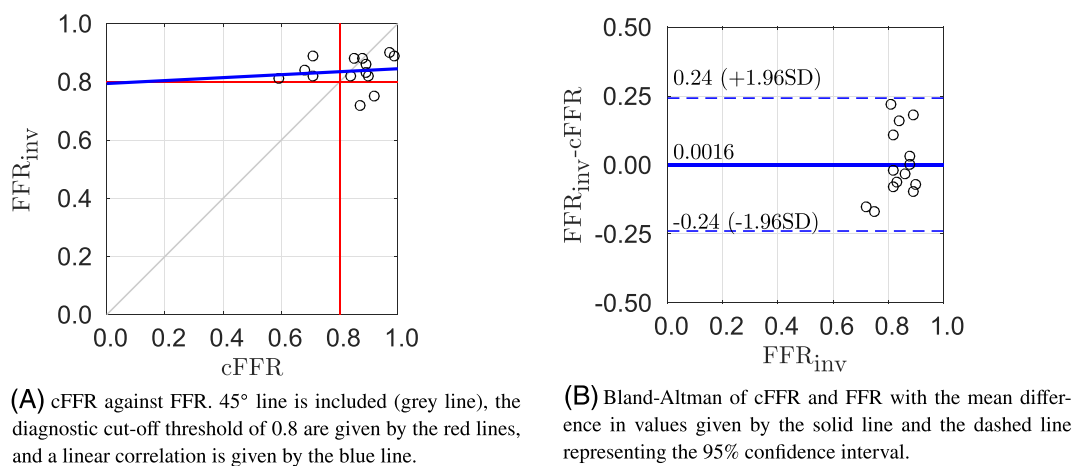 1.0
0.8
0.6
0.4
0.2
0.0
FFRinv
0.0 0.2 0.4 0.6 0.8 1.0
cFFR
(A) cFFR against FFR. 45° line is included (grey line), the
diagnostic cut-off threshold of 0.8 are given by the red lines,
and a linear correlation is given by the blue line.
0.50
0.25
0.00
-0.25
-0.50
FFRinv-cFFR
0.24 (+1.96SD)
0.0016
-0.24 (-1.96SD)
0.0 0.2 0.4 0.6 0.8 1.0
FFRinv
(B) Bland-Altman of cFFR and FFR with the mean differ-
ence in values given by the solid line and the dashed line
representing the 95% confidence interval.